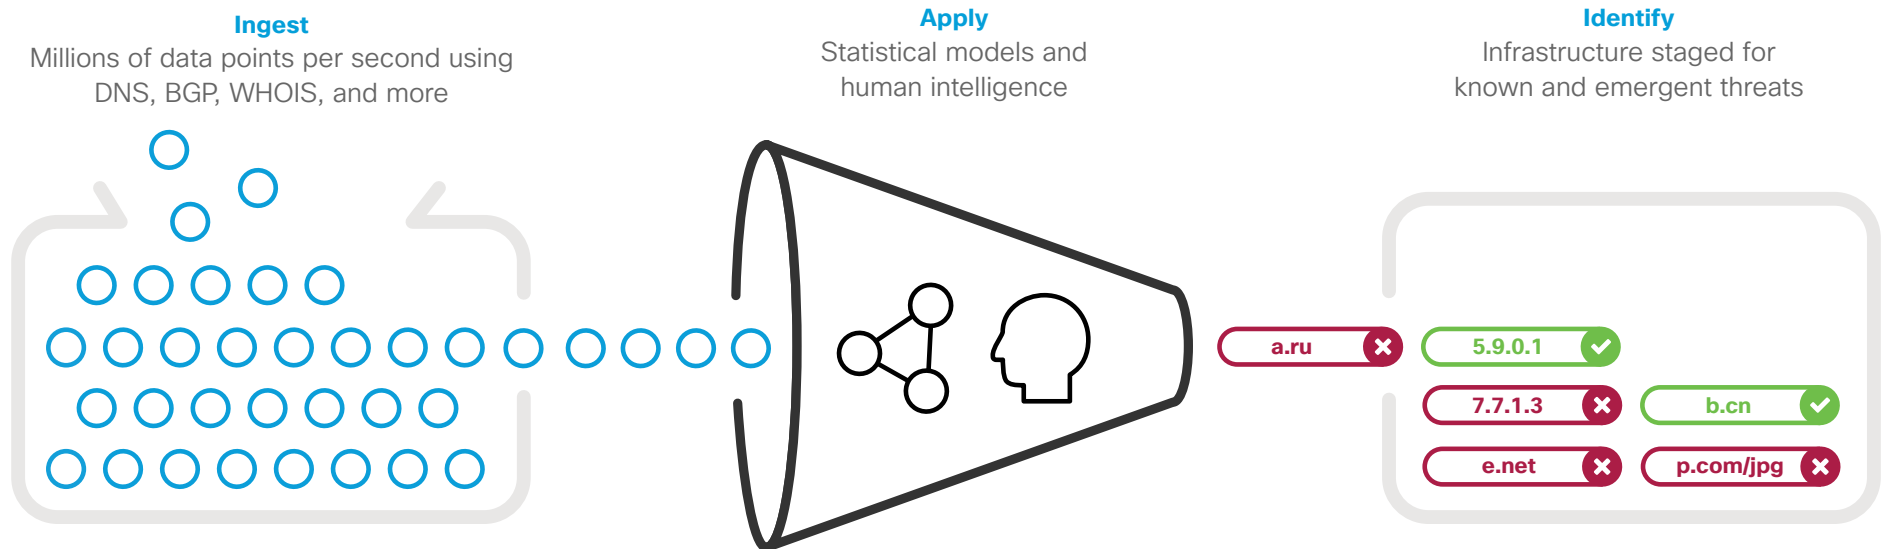 Ingest
Millions of data points per second using
DNS, BGP, WHOIS, and more
Apply
Statistical models and
human intelligence
Identify
Infrastructure staged for
known and emergent threats
a.ru
5.9.0.1
7.7.1.3
b.cn
e.net
p.com/jpg